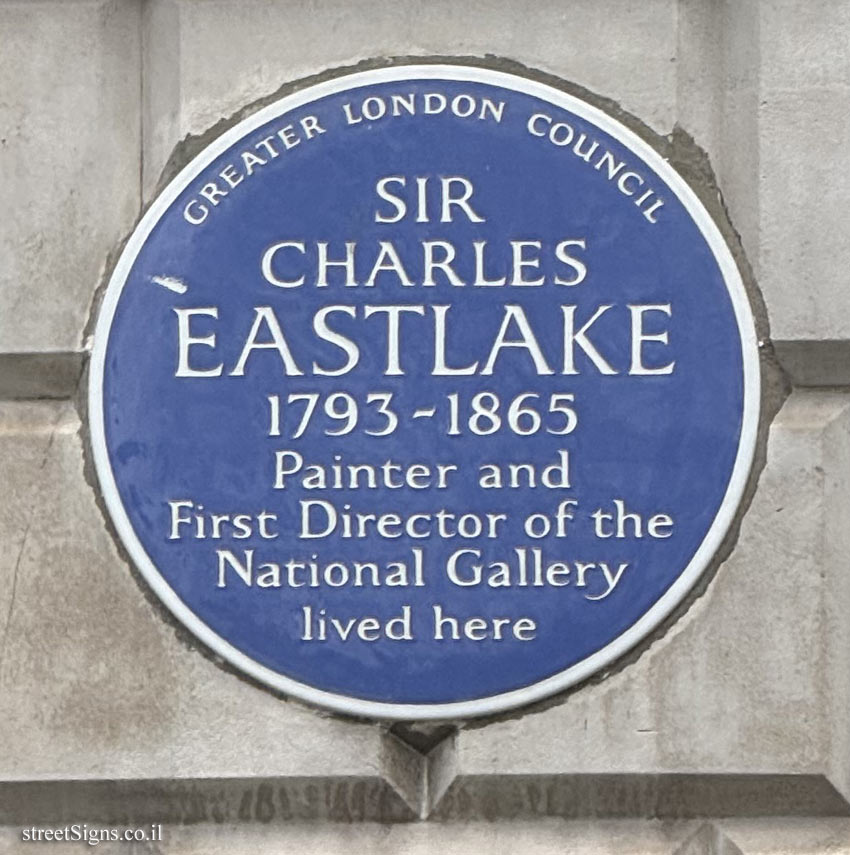 GREATER LONDON COUNCIL
SIR
CHARLES
EASTLAKE
1793-1865
Painter and
First Director of the
National Gallery
lived here
streetSigns.co.il